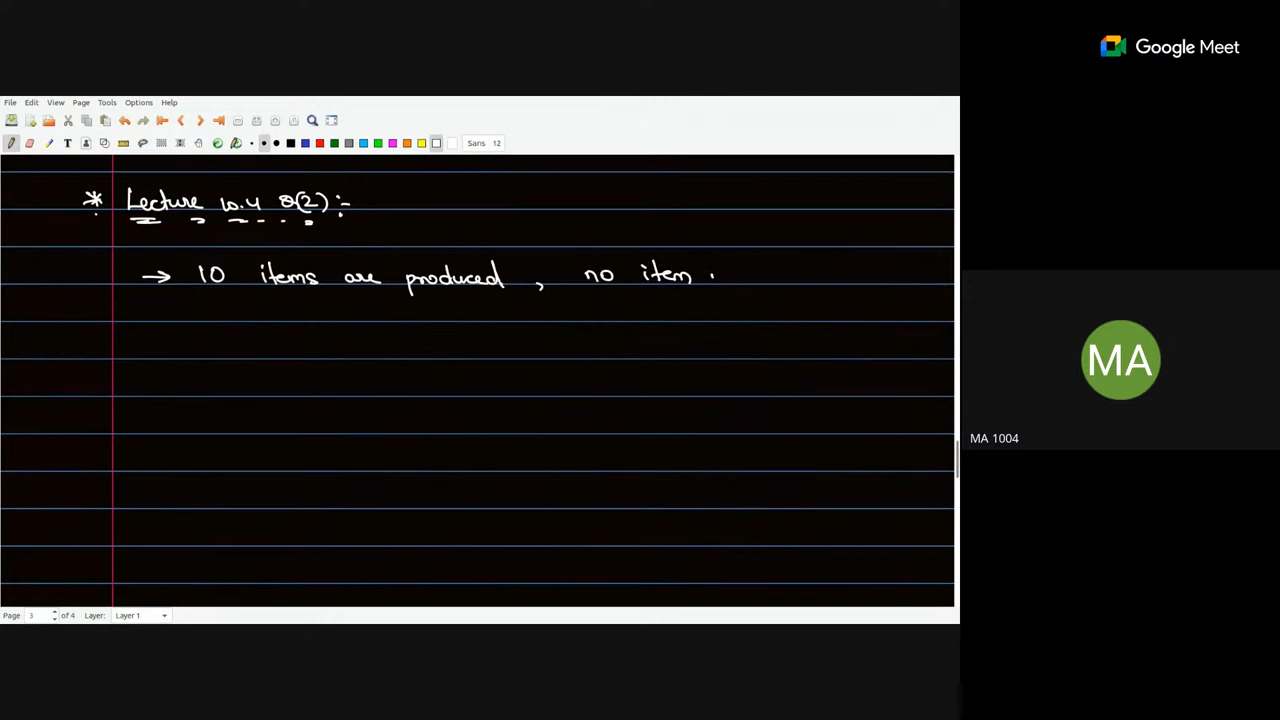 Google Meet
File Edit View Page Tools Options Help
Sans 12
* Lecture 10.4 Q(2) :-
→ 10 items are produced , no item .
MA
MA 1004
Page 3 of 4 Layer: Layer 1